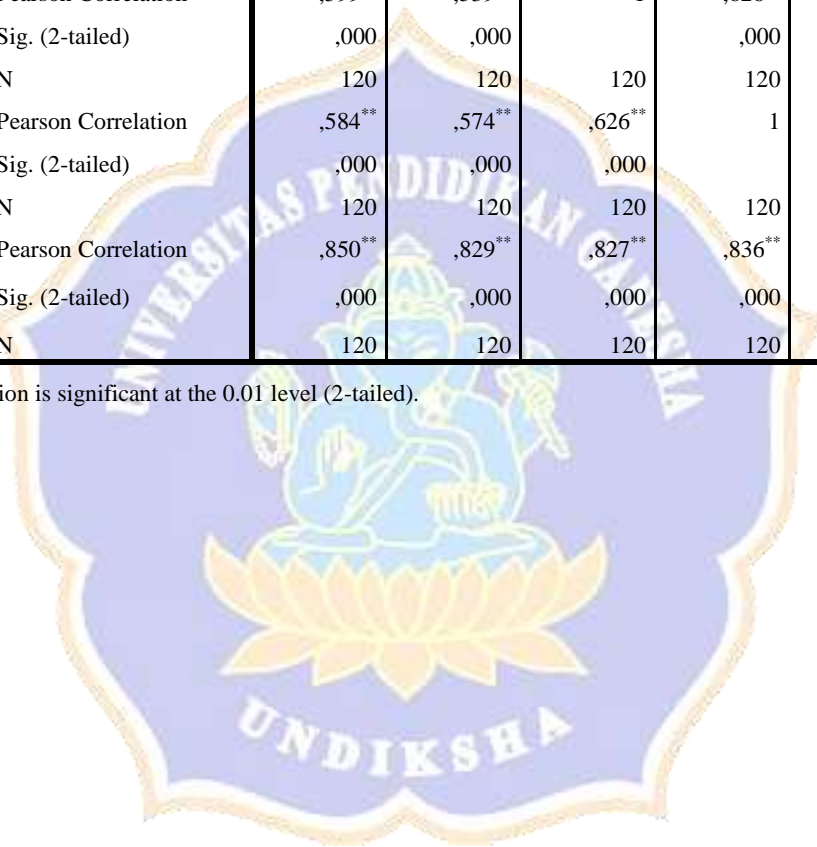 Sig. (2-tailed) ,000 ,000 ,000
N 120 120 120 120
Pearson Correlation ,584** ,574** ,626** 1
Sig. (2-tailed) ,000 ,000 ,000
N 120 120 120 120
Pearson Correlation ,850** ,829** ,827** ,836**
Sig. (2-tailed) ,000 ,000 ,000 ,000
N 120 120 120 120
ion is significant at the 0.01 level (2-tailed).
UNIVERSITAS PENDIDIKAN GANESHA
UNDIKSHA